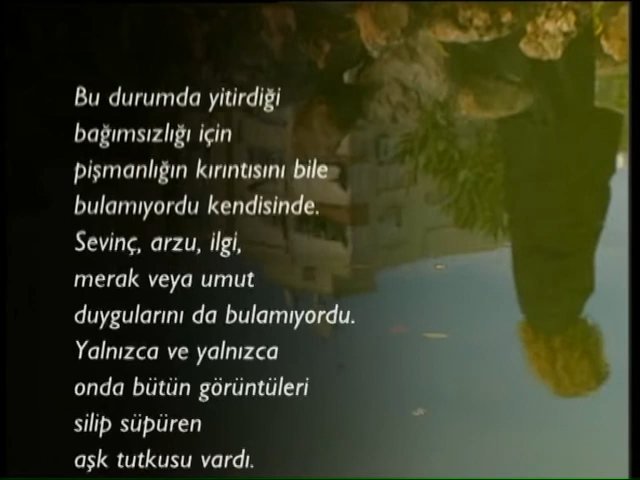 Bu durumda yitirdiği
bağımsızlığı için
pişmanlığın kırıntısını bile
bulamıyordu kendisinde.
Sevinç, arzu, ilgi,
merak veya umut
duygularını da bulamıyordu.
Yalnızca ve yalnızca
onda bütün görüntüleri
silip süpüren
aşk tutkusu vardı.